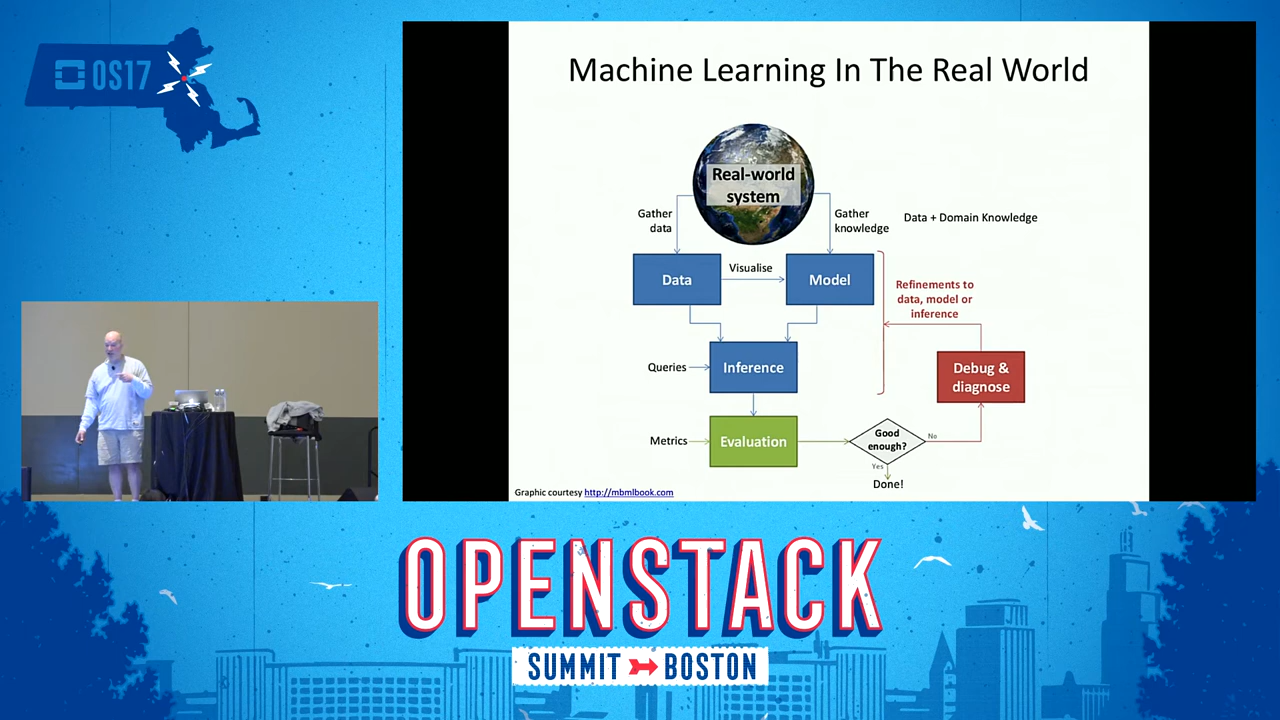 OS17
Machine Learning In The Real World
Real-world
system
Gather
data
Gather
knowledge
Data + Domain Knowledge
Data
Visualise
Model
Refinements to
data, model or
inference
Queries
Inference
Debug &
diagnose
Metrics
Evaluation
Good
enough?
No
Yes
Done!
Graphic courtesy http://mbmlbook.com
OPENSTACK
SUMMIT BOSTON